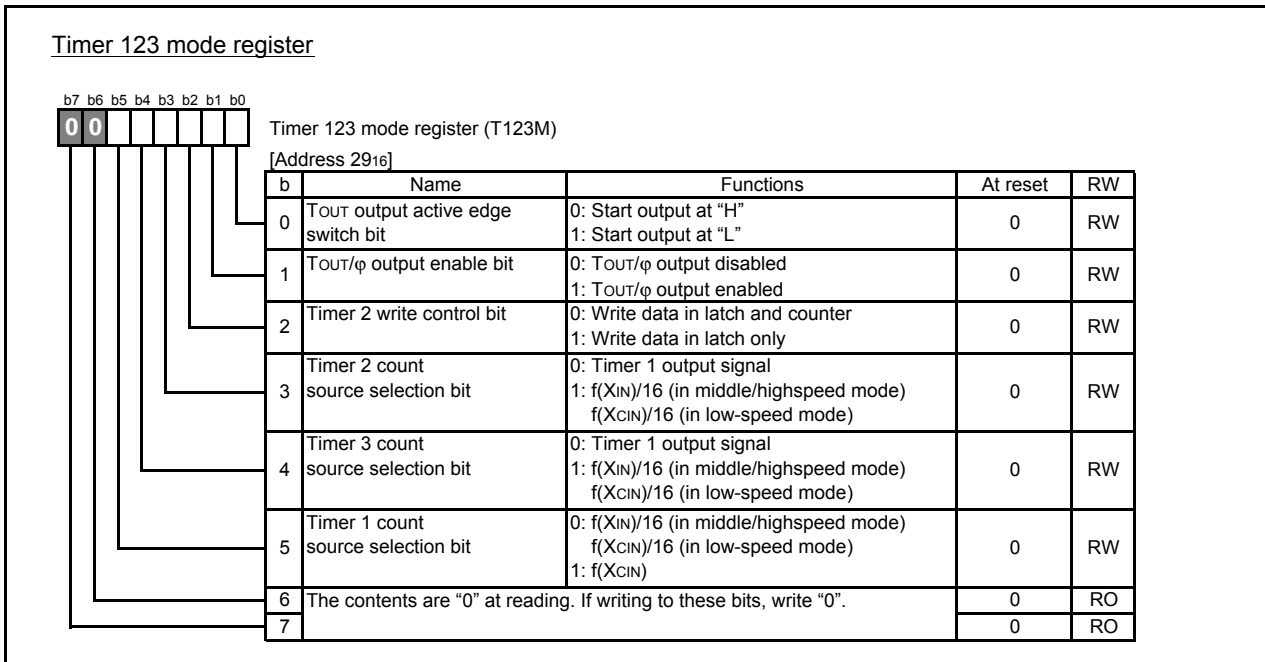 Timer 123 mode register
b7 b6 b5 b4 b3 b2 b1 b0
0 0
Timer 123 mode register (T123M)
[Address 2916]
b Name Functions At reset RW
0 TOUT output active edge switch bit 0: Start output at “H” 0 RW
1: Start output at “L”
1 TOUT/φ output enable bit 0: TOUT/φ output disabled 0 RW
1: TOUT/φ output enabled
2 Timer 2 write control bit 0: Write data in latch and counter 0 RW
1: Write data in latch only
3 Timer 2 count source selection bit 0: Timer 1 output signal 0 RW
1: f(XIN)/16 (in middle/highspeed mode)
f(XCIN)/16 (in low-speed mode)
4 Timer 3 count source selection bit 0: Timer 1 output signal 0 RW
1: f(XIN)/16 (in middle/highspeed mode)
f(XCIN)/16 (in low-speed mode)
5 Timer 1 count source selection bit 0: f(XIN)/16 (in middle/highspeed mode) 0 RW
f(XCIN)/16 (in low-speed mode)
1: f(XCIN)
6 The contents are “0” at reading. If writing to these bits, write “0”. 0 RO
7 0 RO